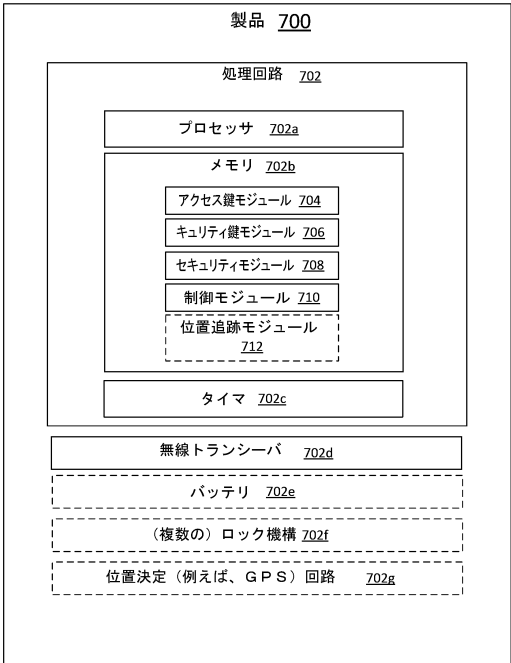 製品 700
処理回路 702
プロセッサ 702a
メモリ 702b
アクセス鍵モジュール 704
キュリティ鍵モジュール 706
セキュリティモジュール 708
制御モジュール 710
位置追跡モジュール
712
タイマ 702c
無線トランシーバ 702d
バッテリ 702e
(複数の)ロック機構 702f
位置決定(例えば、GPS)回路 702g